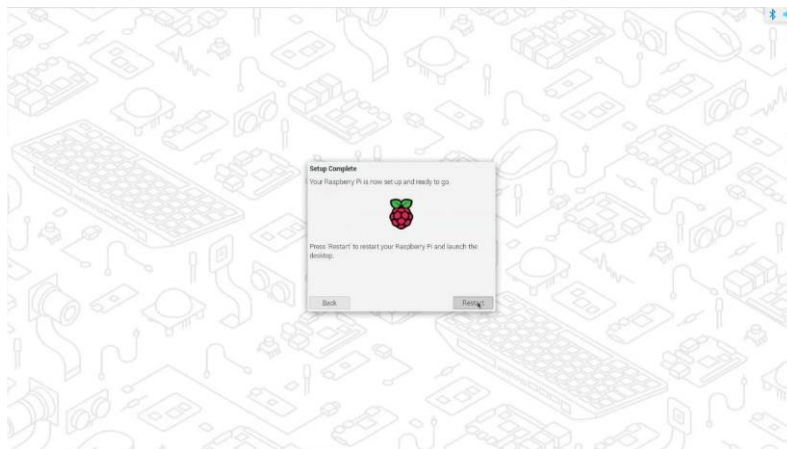 Setup Complete
Your Raspberry Pi is now set up and ready to go.
Press 'Restart' to restart your Raspberry Pi and launch the
desktop.
Back
Restart